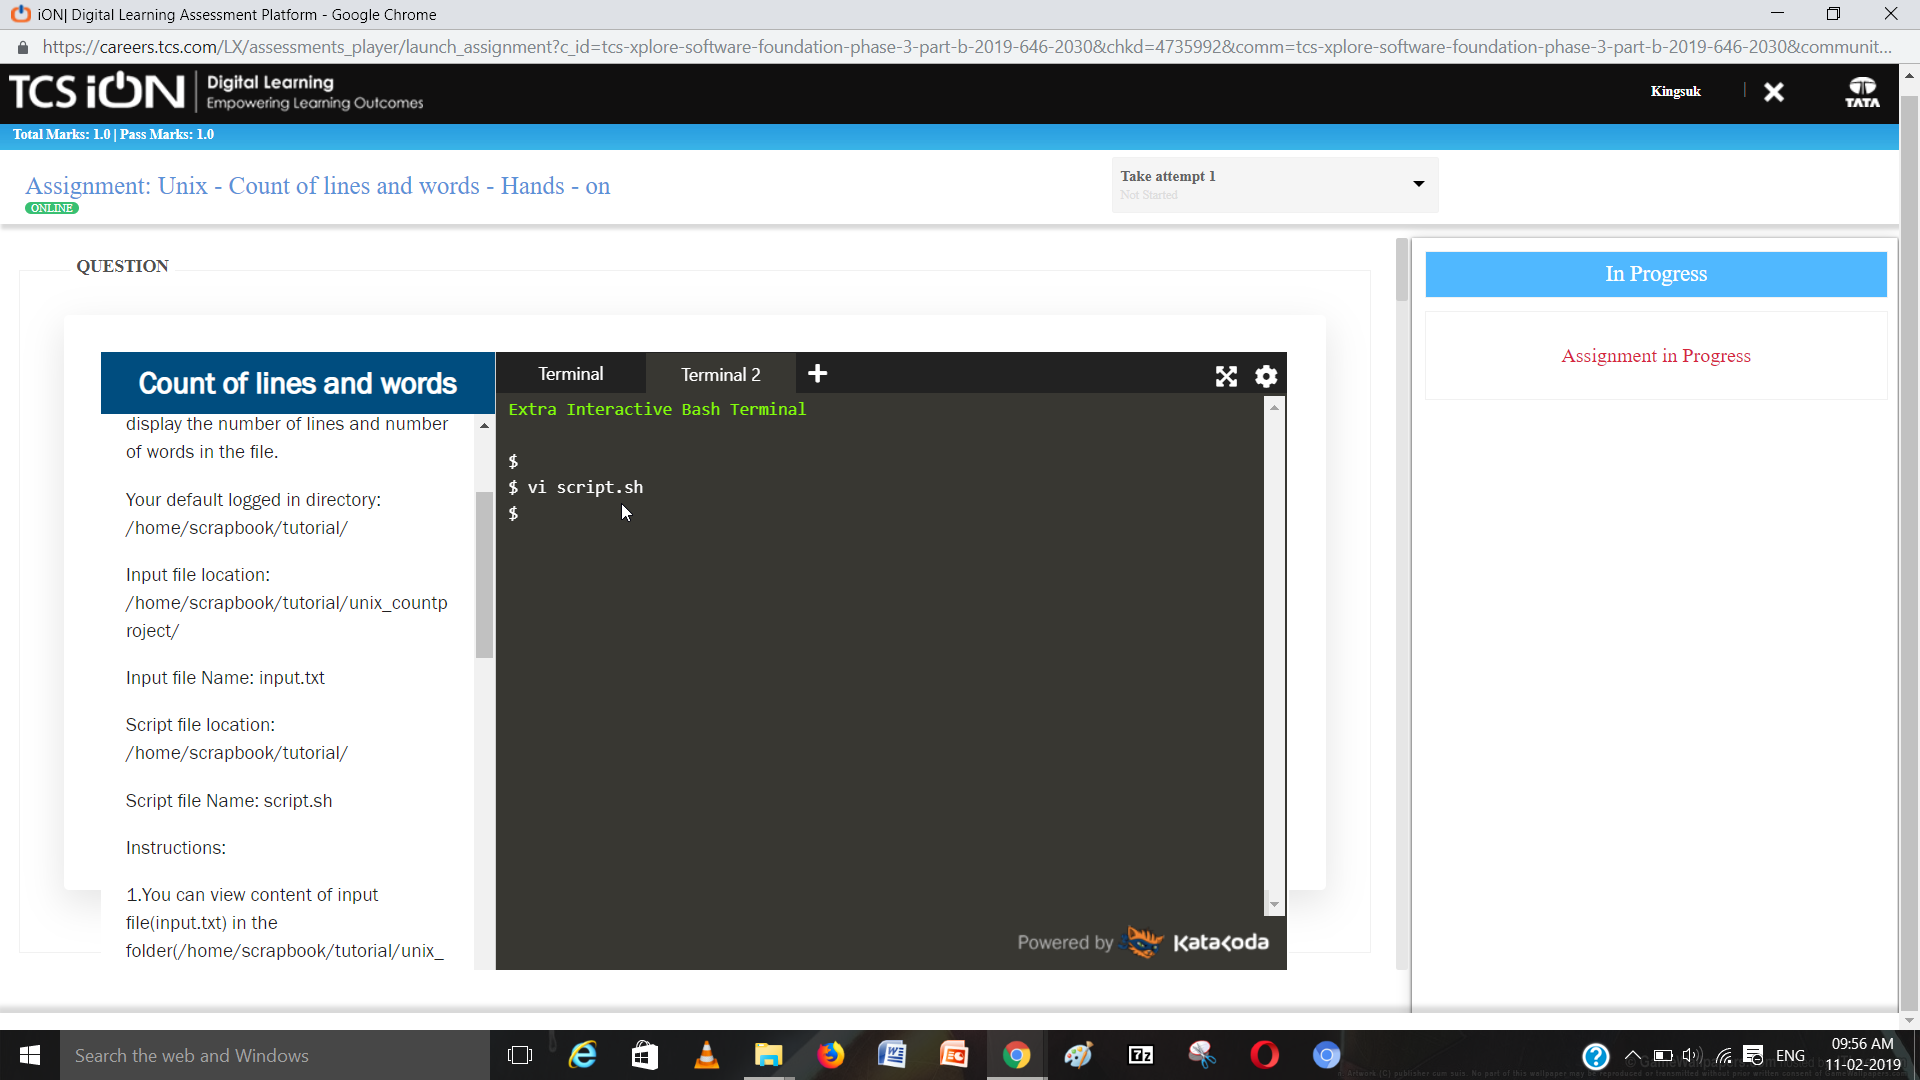 iON| Digital Learning Assessment Platform - Google Chrome
https://careers.tcs.com/LX/assessments_player/launch_assignment?c_id=tcs-xplore-software-foundation-phase-3-part-b-2019-646-2030&chkd=4735992&comm=tcs-xplore-software-foundation-phase-3-part-b-2019-646-2030&communit...
TCS iON Digital Learning
Empowering Learning Outcomes
Kingsuk
TATA
Total Marks: 1.0 | Pass Marks: 1.0
Assignment: Unix - Count of lines and words - Hands - on
ONLINE
Take attempt 1
Not Started
QUESTION
In Progress
Assignment in Progress
Count of lines and words
display the number of lines and number
of words in the file.
Your default logged in directory:
/home/scrapbook/tutorial/
Input file location:
/home/scrapbook/tutorial/unix_countp
roject/
Input file Name: input.txt
Script file location:
/home/scrapbook/tutorial/
Script file Name: script.sh
Instructions:
1.You can view content of input
file(input.txt) in the
folder(/home/scrapbook/tutorial/unix_
Terminal
Terminal 2
Extra Interactive Bash Terminal
$
$ vi script.sh
$
Powered by Katacoda
Search the web and Windows
ENG
09:56 AM
11-02-2019